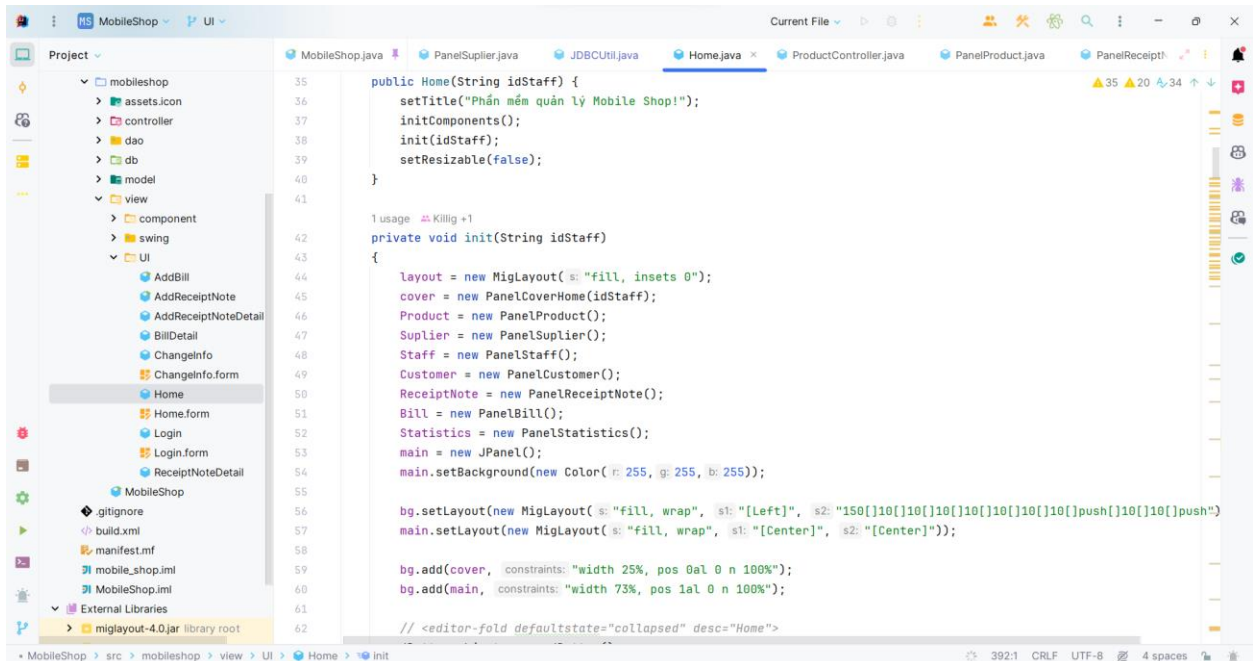 MS MobileShop UI Current File
Project
MobileShop.java PanelSuplier.java JDBCUtil.java Home.java ProductController.java PanelProduct.java
mobileshop
assets.icon
controller
dao
db
model
view
component
swing
UI
AddBill
AddReceiptNote
AddReceiptNoteDetail
BillDetail
ChangeInfo
ChangeInfo.form
Home
Home.form
Login
Login.form
ReceiptNoteDetail
MobileShop
.gitignore
build.xml
manifest.mf
mobile_shop.iml
MobileShop.iml
External Libraries
miglayout-4.0.jar library root
35 20 34
35 public Home(String idStaff) {
36 setTitle("Phần mềm quản lý Mobile Shop!");
37 initComponents();
38 init(idStaff);
39 setResizable(false);
40 }
41
1 usage Killig +1
42 private void init(String idStaff)
43 {
44 layout = new MigLayout( s: "fill, insets 0");
45 cover = new PanelCoverHome(idStaff);
46 Product = new PanelProduct();
47 Suplier = new PanelSuplier();
48 Staff = new PanelStaff();
49 Customer = new PanelCustomer();
50 ReceiptNote = new PanelReceiptNote();
51 Bill = new PanelBill();
52 Statistics = new PanelStatistics();
53 main = new JPanel();
54 main.setBackground(new Color( r: 255, g: 255, b: 255));
55
56 bg.setLayout(new MigLayout( s: "fill, wrap", s1: "[Left]", s2: "150[]10[]10[]10[]10[]10[]10[]10[]push[]10[]10[]push")
57 main.setLayout(new MigLayout( s: "fill, wrap", s1: "[Center]", s2: "[Center]"));
58
59 bg.add(cover, constraints: "width 25%, pos 0al 0 n 100%");
60 bg.add(main, constraints: "width 73%, pos 1al 0 n 100%");
61
62 // <editor-fold defaultstate="collapsed" desc="Home">
MobileShop > src > mobileshop > view > UI > Home > init 392:1 CRLF UTF-8 4 spaces